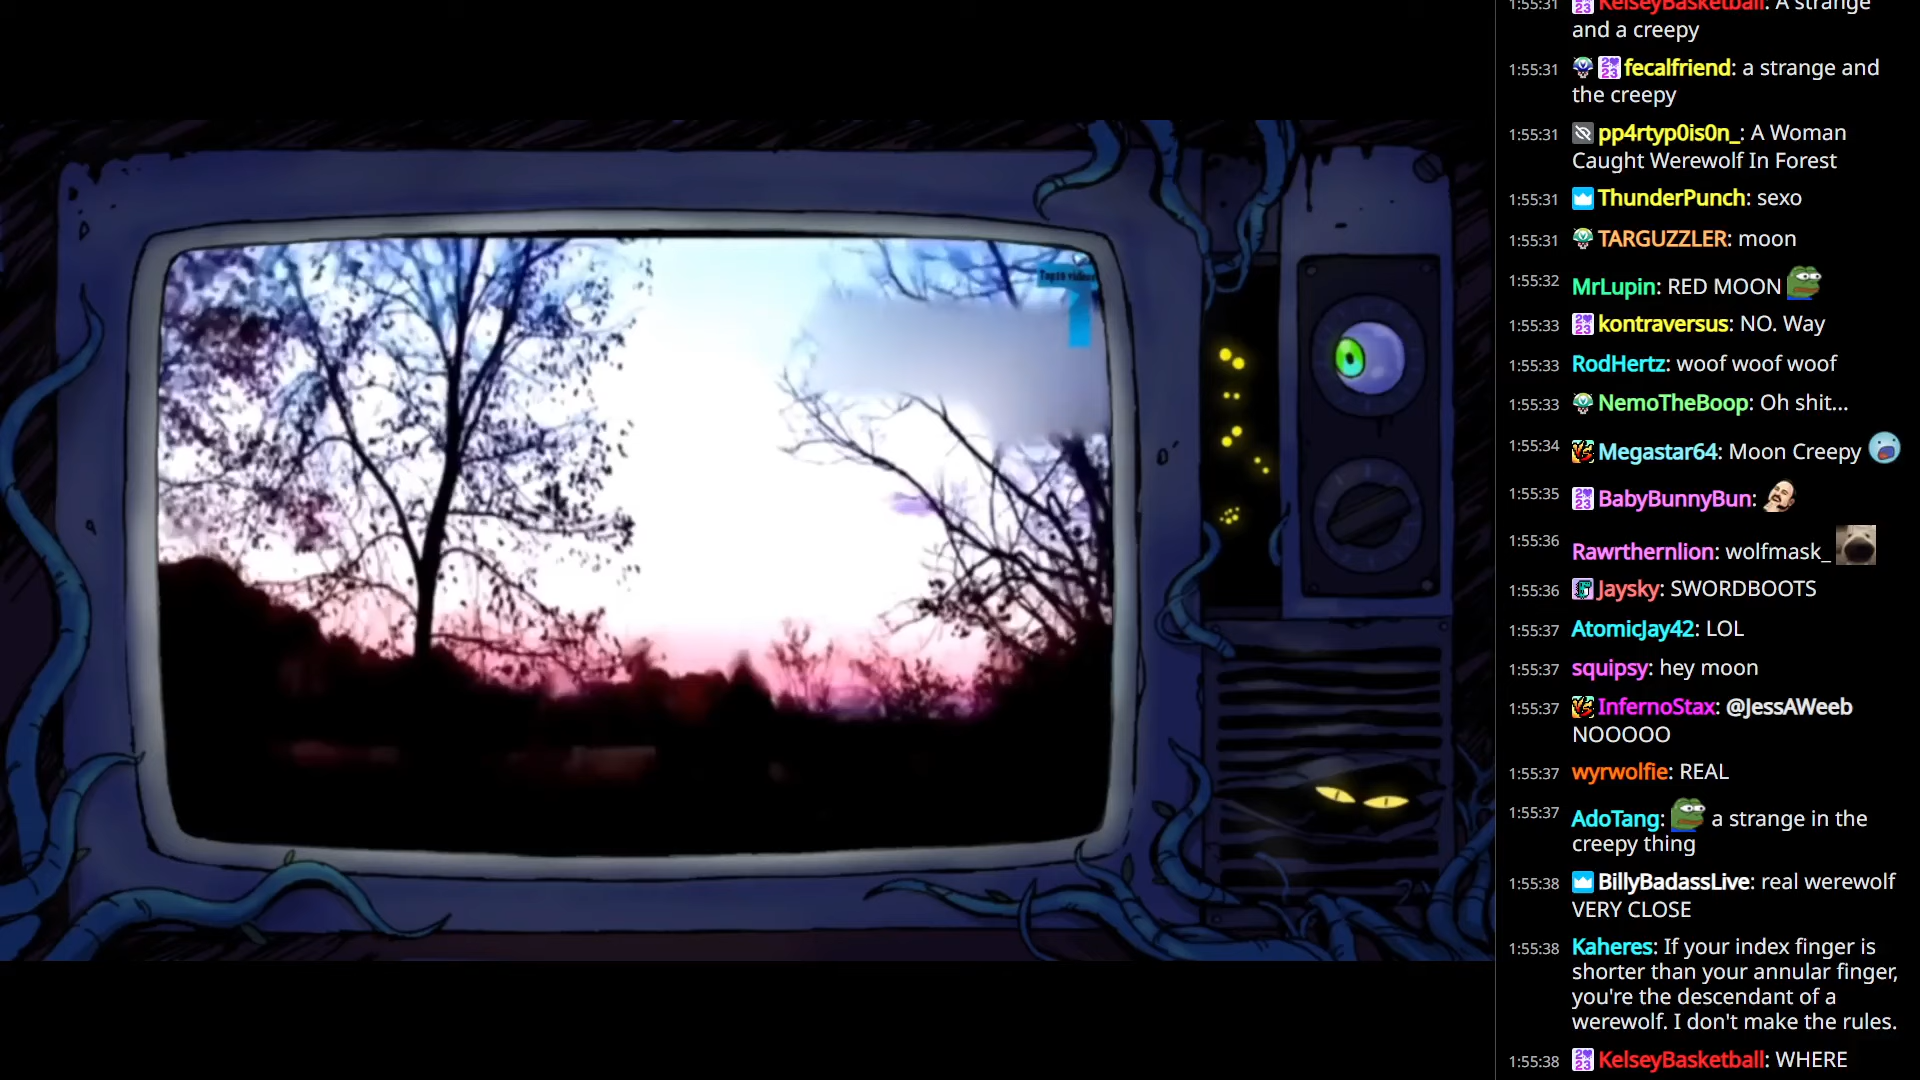 Top10 videos
1:55:31 KelseyBasketball: A strange
and a creepy
1:55:31 fecalfriend: a strange and
the creepy
1:55:31 pp4rtyp0is0n_: A Woman
Caught Werewolf In Forest
1:55:31 ThunderPunch: sexo
1:55:31 TARGUZZLER: moon
1:55:32 MrLupin: RED MOON
1:55:33 kontraversus: NO. Way
1:55:33 RodHertz: woof woof woof
1:55:33 NemoTheBoop: Oh shit...
1:55:34 Megastar64: Moon Creepy
1:55:35 BabyBunnyBun:
1:55:36 Rawrthernlion: wolfmask_
1:55:36 Jaysky: SWORDBOOTS
1:55:37 AtomicJay42: LOL
1:55:37 squipsy: hey moon
1:55:37 InfernoStax: @JessAWeeb
NOOOOO
1:55:37 wyrwolfie: REAL
1:55:37 AdoTang: a strange in the
creepy thing
1:55:38 BillyBadassLive: real werewolf
VERY CLOSE
1:55:38 Kaheres: If your index finger is
shorter than your annular finger,
you're the descendant of a
werewolf. I don't make the rules.
1:55:38 KelseyBasketball: WHERE